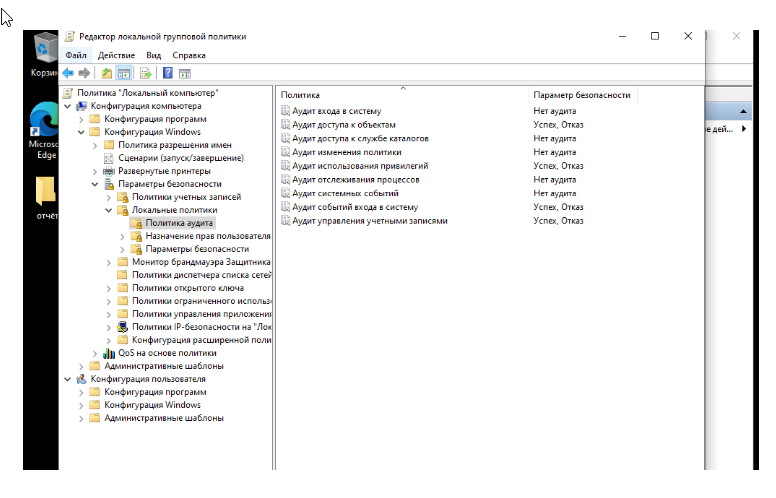 Редактор локальной групповой политики
Файл Действие Вид Справка
Корзин
Microsc
Edge
отчёт
Политика "Локальный компьютер"
Конфигурация компьютера
Конфигурация программ
Конфигурация Windows
Политика разрешения имен
Сценарии (запуск/завершение)
Развернутые принтеры
Параметры безопасности
Политики учетных записей
Локальные политики
Политика аудита
Назначение прав пользователя
Параметры безопасности
Монитор брандмауэра Защитника
Политики диспетчера списка сетей
Политики открытого ключа
Политики ограниченного использо
Политики управления приложения
Политики IP-безопасности на "Лок
Конфигурация расширенной поли
QoS на основе политики
Административные шаблоны
Конфигурация пользователя
Конфигурация программ
Конфигурация Windows
Административные шаблоны
Политика Параметр безопасности
Аудит входа в систему Нет аудита
Аудит доступа к объектам Успех, Отказ
Аудит доступа к службе каталогов Нет аудита
Аудит изменения политики Нет аудита
Аудит использования привилегий Успех, Отказ
Аудит отслеживания процессов Нет аудита
Аудит системных событий Нет аудита
Аудит событий входа в систему Успех, Отказ
Аудит управления учетными записями Успех, Отказ
е дей...